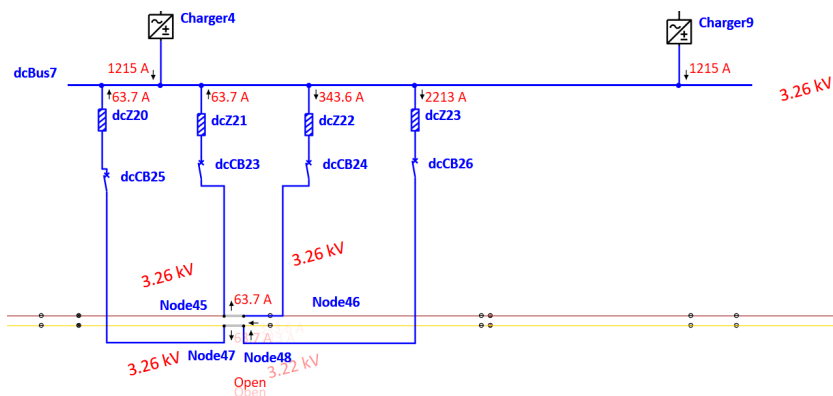 Charger4
Charger9
1215 A
1215 A
dcBus7
63.7 A
63.7 A
343.6 A
2213 A
3.26 kV
dcZ20
dcZ21
dcZ22
dcZ23
dcCB25
dcCB23
dcCB24
dcCB26
3.26 kV
3.26 kV
Node45
63.7 A
Node46
Node47
Node48
3.26 kV
3.22 kV
Open
Open